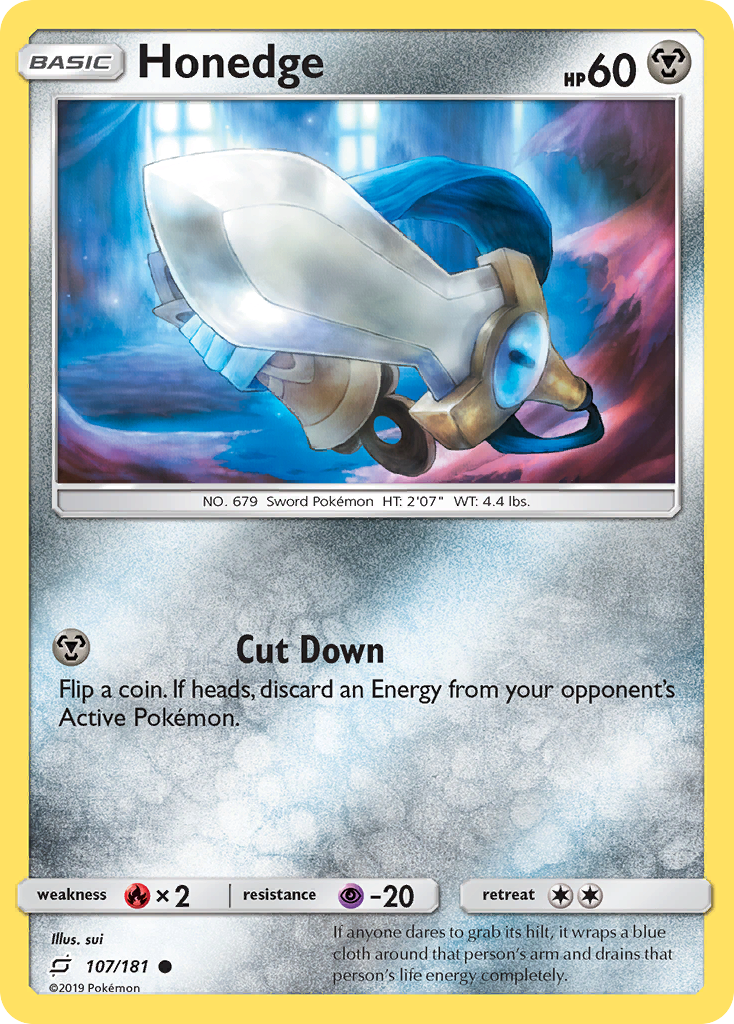 BASIC
Honedge
HP60
NO. 679 Sword Pokémon HT: 2'07" WT: 4.4 lbs.
Cut Down
Flip a coin. If heads, discard an Energy from your opponent's
Active Pokémon.
weakness ×2 resistance -20 retreat
Illus. sui
107/181
©2019 Pokémon
If anyone dares to grab its hilt, it wraps a blue
cloth around that person's arm and drains that
person's life energy completely.